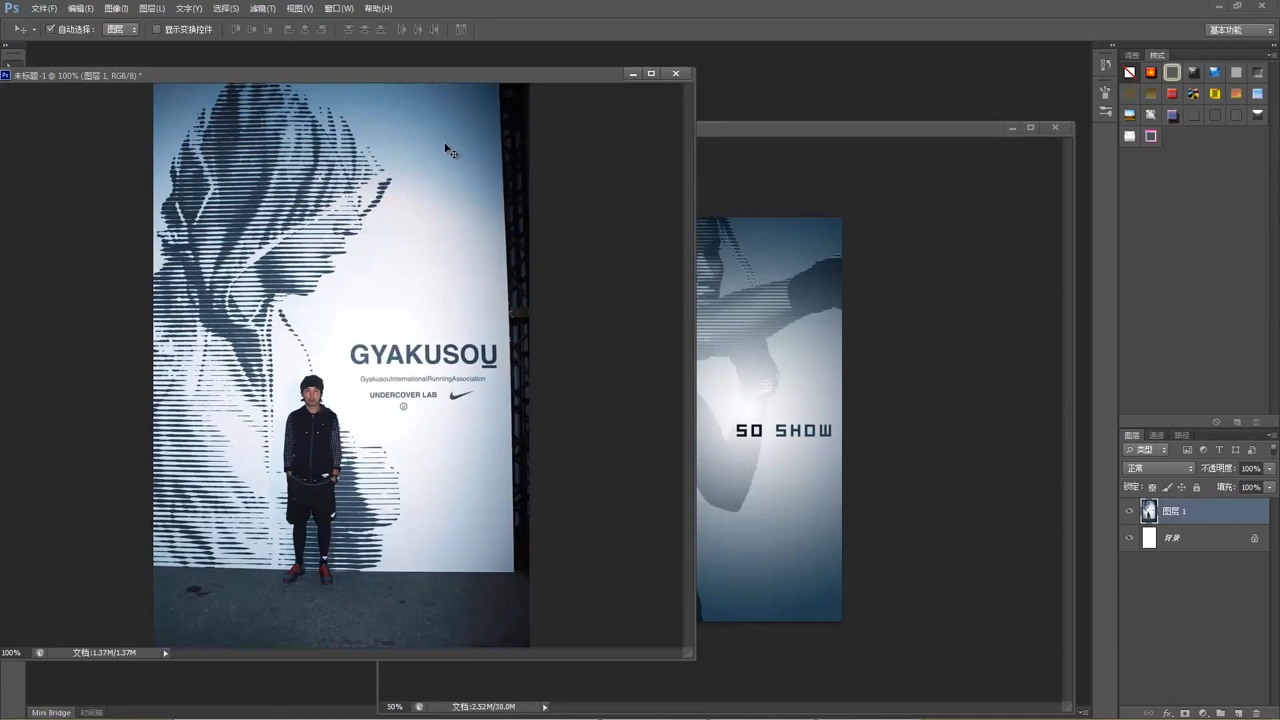 Ps 文件(F) 编辑(E) 图像(I) 图层(L) 文字(Y) 选择(S) 滤镜(T) 视图(V) 窗口(W) 帮助(H)
自动选择: 图层 显示变换控件 基本功能
未标题-1 @ 100% (图层 1, RGB/8) *
调整 样式
GYAKUSOU
GyakusouInternationalRunningAssociation
UNDERCOVER LAB
SO SHOW
图层 通道 路径
类型
正常 不透明度: 100%
锁定: 填充: 100%
图层 1
背景
100% 文档:1.37M/1.37M
50% 文档:2.52M/30.0M
Mini Bridge 时间轴